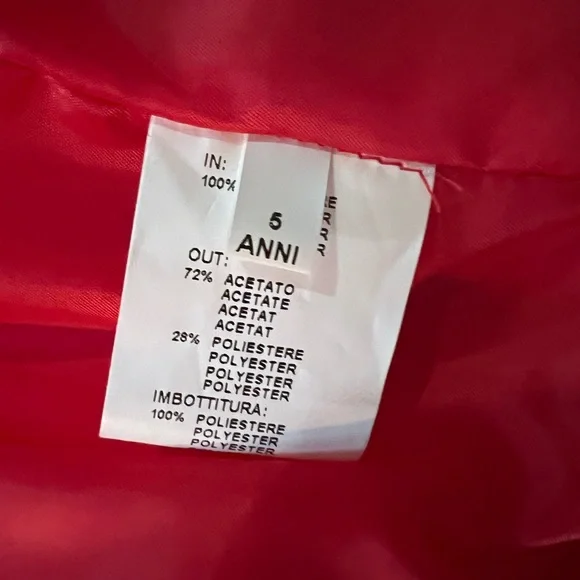 IN:
100%
5
ANNI
OUT:
72% ACETATO
ACETATE
ACETAT
ACETAT
28% POLIESTERE
POLYESTER
POLYESTER
POLYESTER
IMBOTTITURA:
100% POLIESTERE
POLYESTER
POLYESTER